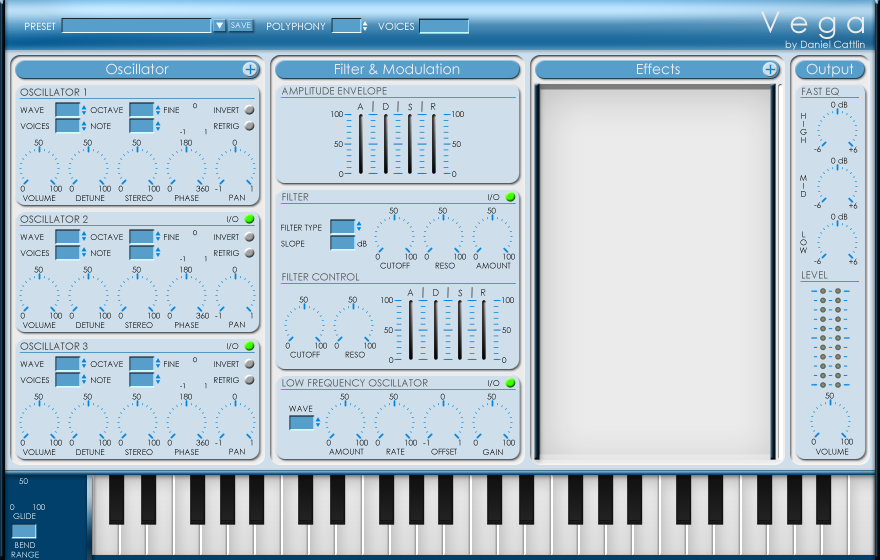 PRESET SAVE POLYPHONY VOICES Vega
by Daniel Cattlin
Oscillator + Filter & Modulation Effects + Output
OSCILLATOR 1
WAVE OCTAVE FINE 0 INVERT
VOICES NOTE -1 1 RETRIG
50 50 50 180 0
0 100 0 100 0 100 0 360 -1 1
VOLUME DETUNE STEREO PHASE PAN
OSCILLATOR 2 I/O
WAVE OCTAVE FINE 0 INVERT
VOICES NOTE -1 1 RETRIG
50 50 50 180 0
0 100 0 100 0 100 0 360 -1 1
VOLUME DETUNE STEREO PHASE PAN
OSCILLATOR 3 I/O
WAVE OCTAVE FINE 0 INVERT
VOICES NOTE -1 1 RETRIG
50 50 50 180 0
0 100 0 100 0 100 0 360 -1 1
VOLUME DETUNE STEREO PHASE PAN
AMPLITUDE ENVELOPE
A | D | S | R
100 100
50 50
0 0
FILTER I/O
FILTER TYPE
SLOPE dB
50 50 50
0 100 0 100 0 100
CUTOFF RESO AMOUNT
FILTER CONTROL
A | D | S | R
50 50
0 100 0 100
CUTOFF RESO
100 100
50 50
0 0
LOW FREQUENCY OSCILLATOR I/O
WAVE
50 50 0 50
0 100 0 100 -1 1 0 100
AMOUNT RATE OFFSET GAIN
FAST EQ
0 dB
HIGH
-6 +6
0 dB
MID
-6 +6
0 dB
LOW
-6 +6
LEVEL
50
0 100
VOLUME
50
0 100
GLIDE
BEND
RANGE